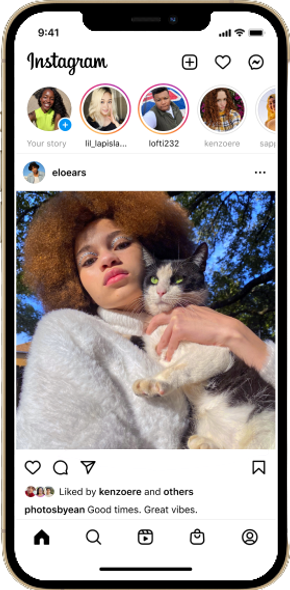 9:41
Instagram
Your story
lil_lapisla...
lofti232
kenzoere
sapp
eloears
Liked by kenzoere and others
photosbyean Good times. Great vibes.